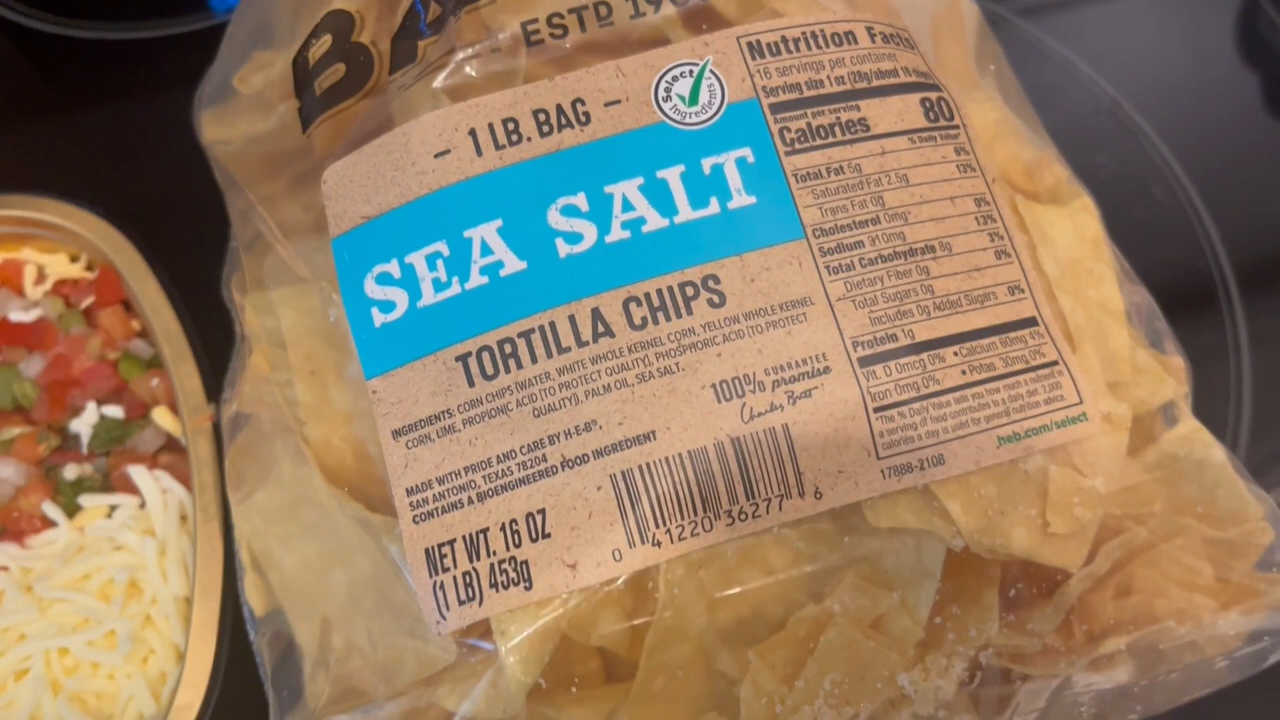 ESTD
- 1 LB. BAG -
Select
Ingredients
SEA SALT
TORTILLA CHIPS
INGREDIENTS: CORN CHIPS (WATER, WHITE WHOLE KERNEL CORN, YELLOW WHOLE KERNEL
CORN, LIME, PROPIONIC ACID [TO PROTECT QUALITY], PHOSPHORIC ACID [TO PROTECT
QUALITY]), PALM OIL, SEA SALT.
100% GUARANTEE
promise
Charles Butt
MADE WITH PRIDE AND CARE BY H-E-B®,
SAN ANTONIO, TEXAS 78204
CONTAINS A BIOENGINEERED FOOD INGREDIENT
NET WT. 16 OZ
(1 LB) 453g
0 41220 36277 6
Nutrition Facts
16 servings per container
Serving size 1 oz (28g/about 10 chips)
Amount per serving
Calories 80
% Daily Value*
Total Fat 5g 6%
Saturated Fat 2.5g 13%
Trans Fat 0g
Cholesterol 0mg 0%
Sodium 310mg 13%
Total Carbohydrate 8g 3%
Dietary Fiber 0g 0%
Total Sugars 0g
Includes 0g Added Sugars 0%
Protein 1g
Vit. D 0mcg 0% • Calcium 60mg 4%
Iron 0mg 0% • Potas. 30mg 0%
*The % Daily Value tells you how much a nutrient in
a serving of food contributes to a daily diet. 2,000
calories a day is used for general nutrition advice.
heb.com/select
17888-2108